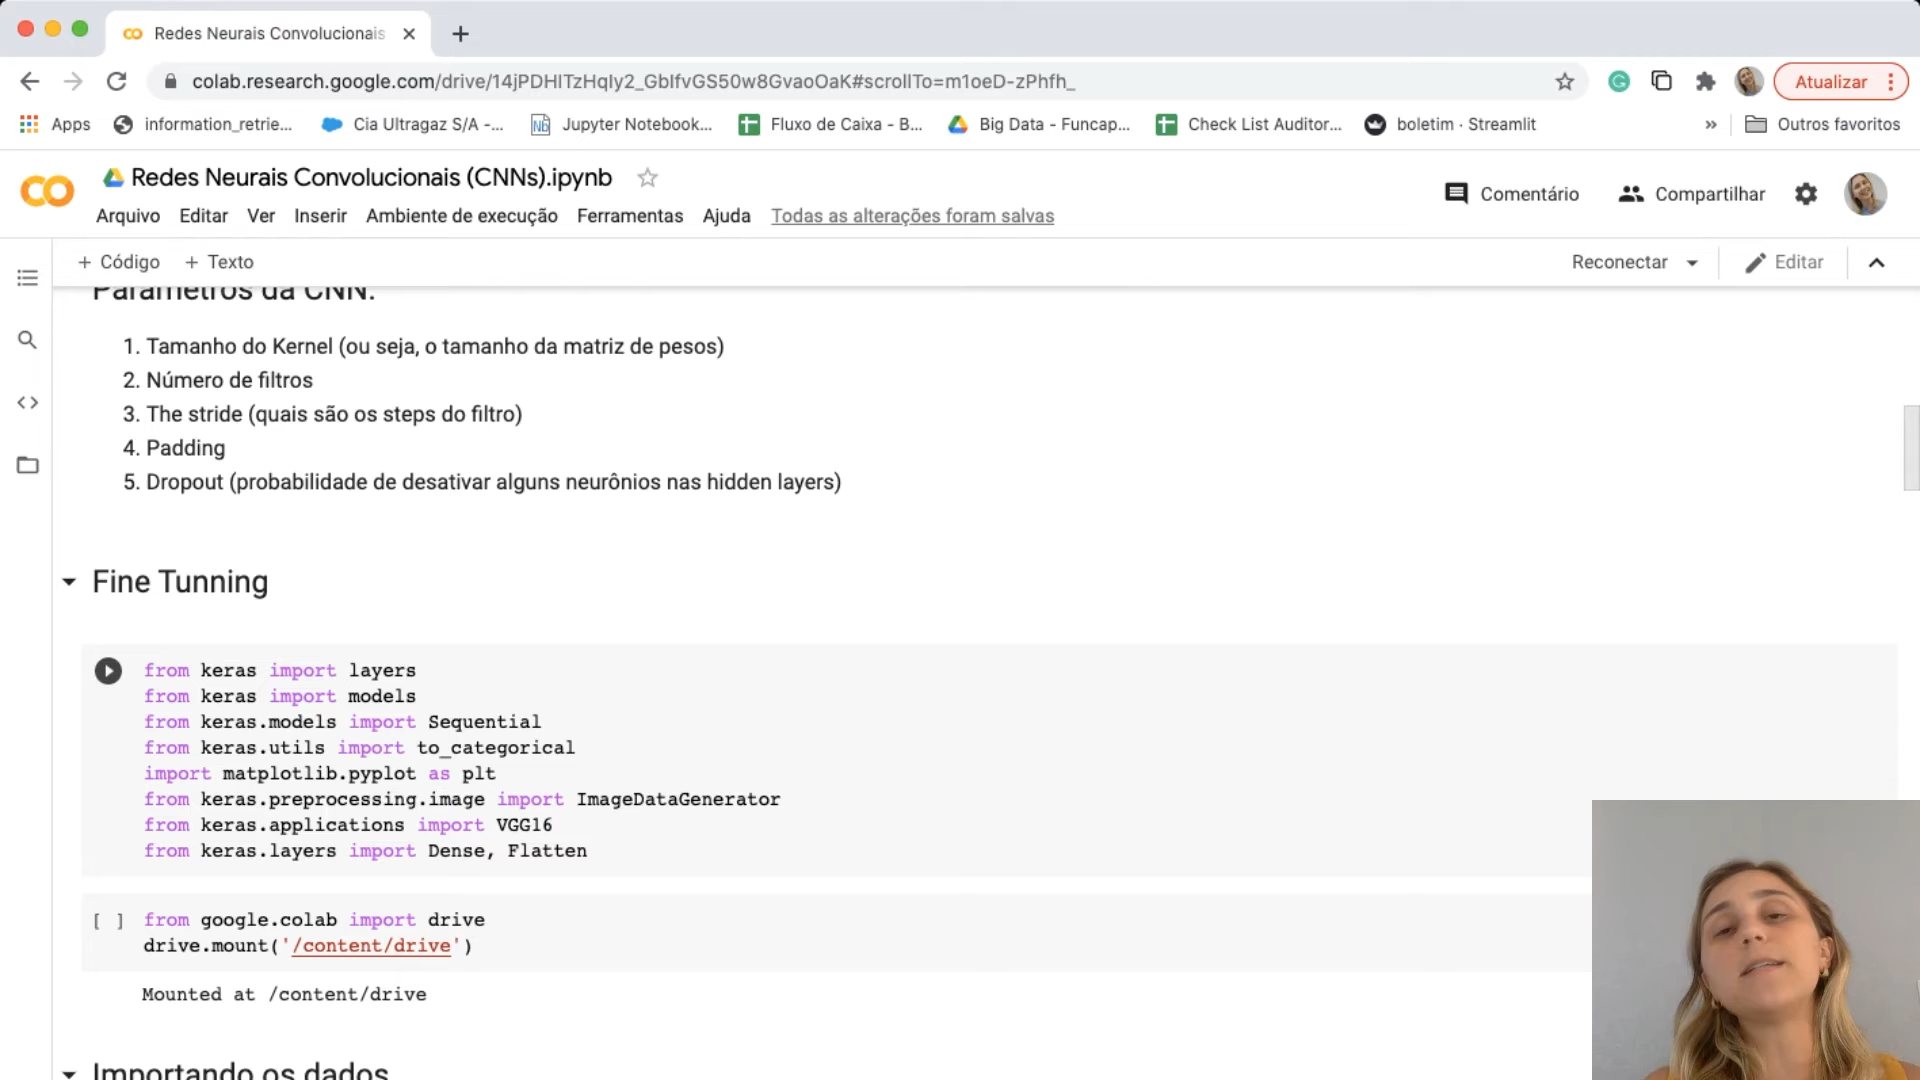 Redes Neurais Convolucionais
colab.research.google.com/drive/14jPDHlTzHqIy2_GbIfvGS50w8GvaoOaK#scrollTo=m1oeD-zPhfh_
Atualizar
Apps
information_retrie...
Cia Ultragaz S/A -...
Jupyter Notebook...
Fluxo de Caixa - B...
Big Data - Funcap...
Check List Auditor...
boletim · Streamlit
»
Outros favoritos
Redes Neurais Convolucionais (CNNs).ipynb
Comentário
Compartilhar
Arquivo Editar Ver Inserir Ambiente de execução Ferramentas Ajuda Todas as alterações foram salvas
+ Código + Texto
Reconectar
Editar
Parâmetros da CNN:
1. Tamanho do Kernel (ou seja, o tamanho da matriz de pesos)
2. Número de filtros
3. The stride (quais são os steps do filtro)
4. Padding
5. Dropout (probabilidade de desativar alguns neurônios nas hidden layers)
Fine Tunning
from keras import layers
from keras import models
from keras.models import Sequential
from keras.utils import to_categorical
import matplotlib.pyplot as plt
from keras.preprocessing.image import ImageDataGenerator
from keras.applications import VGG16
from keras.layers import Dense, Flatten
[ ] from google.colab import drive
drive.mount('/content/drive')
Mounted at /content/drive
Importando os dados